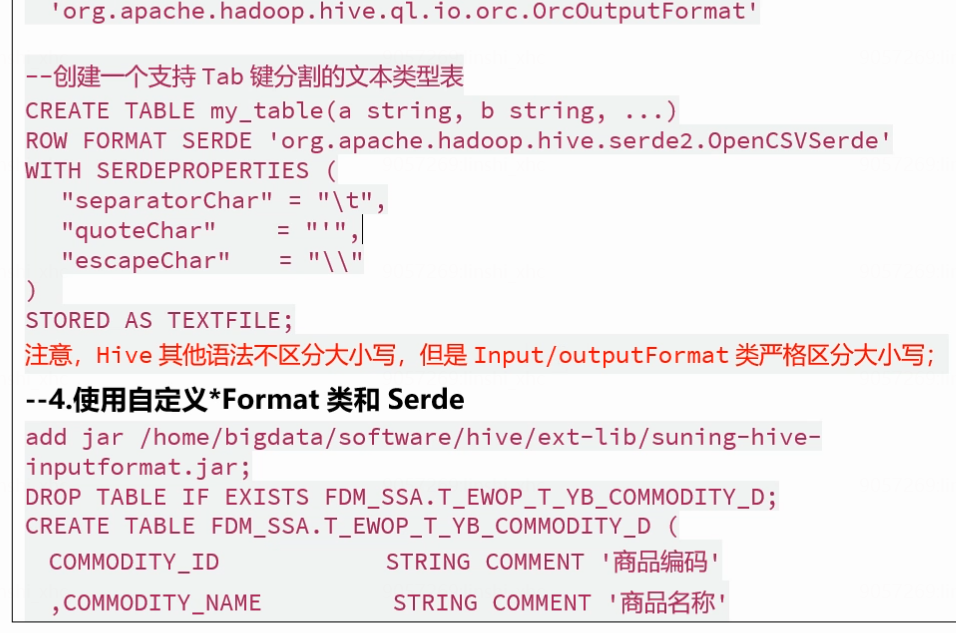 'org.apache.hadoop.hive.ql.io.orc.OrcOutputFormat'
--创建一个支持 Tab 键分割的文本类型表
CREATE TABLE my_table(a string, b string, ...)
ROW FORMAT SERDE 'org.apache.hadoop.hive.serde2.OpenCSVSerde'
WITH SERDEPROPERTIES (
"separatorChar" = "\t",
"quoteChar" = "'",
"escapeChar" = "\\"
)
STORED AS TEXTFILE;
注意，Hive 其他语法不区分大小写，但是 Input/outputFormat 类严格区分大小写；
--4.使用自定义*Format 类和 Serde
add jar /home/bigdata/software/hive/ext-lib/suning-hive-
inputformat.jar;
DROP TABLE IF EXISTS FDM_SSA.T_EWOP_T_YB_COMMODITY_D;
CREATE TABLE FDM_SSA.T_EWOP_T_YB_COMMODITY_D (
COMMODITY_ID STRING COMMENT '商品编码'
,COMMODITY_NAME STRING COMMENT '商品名称'